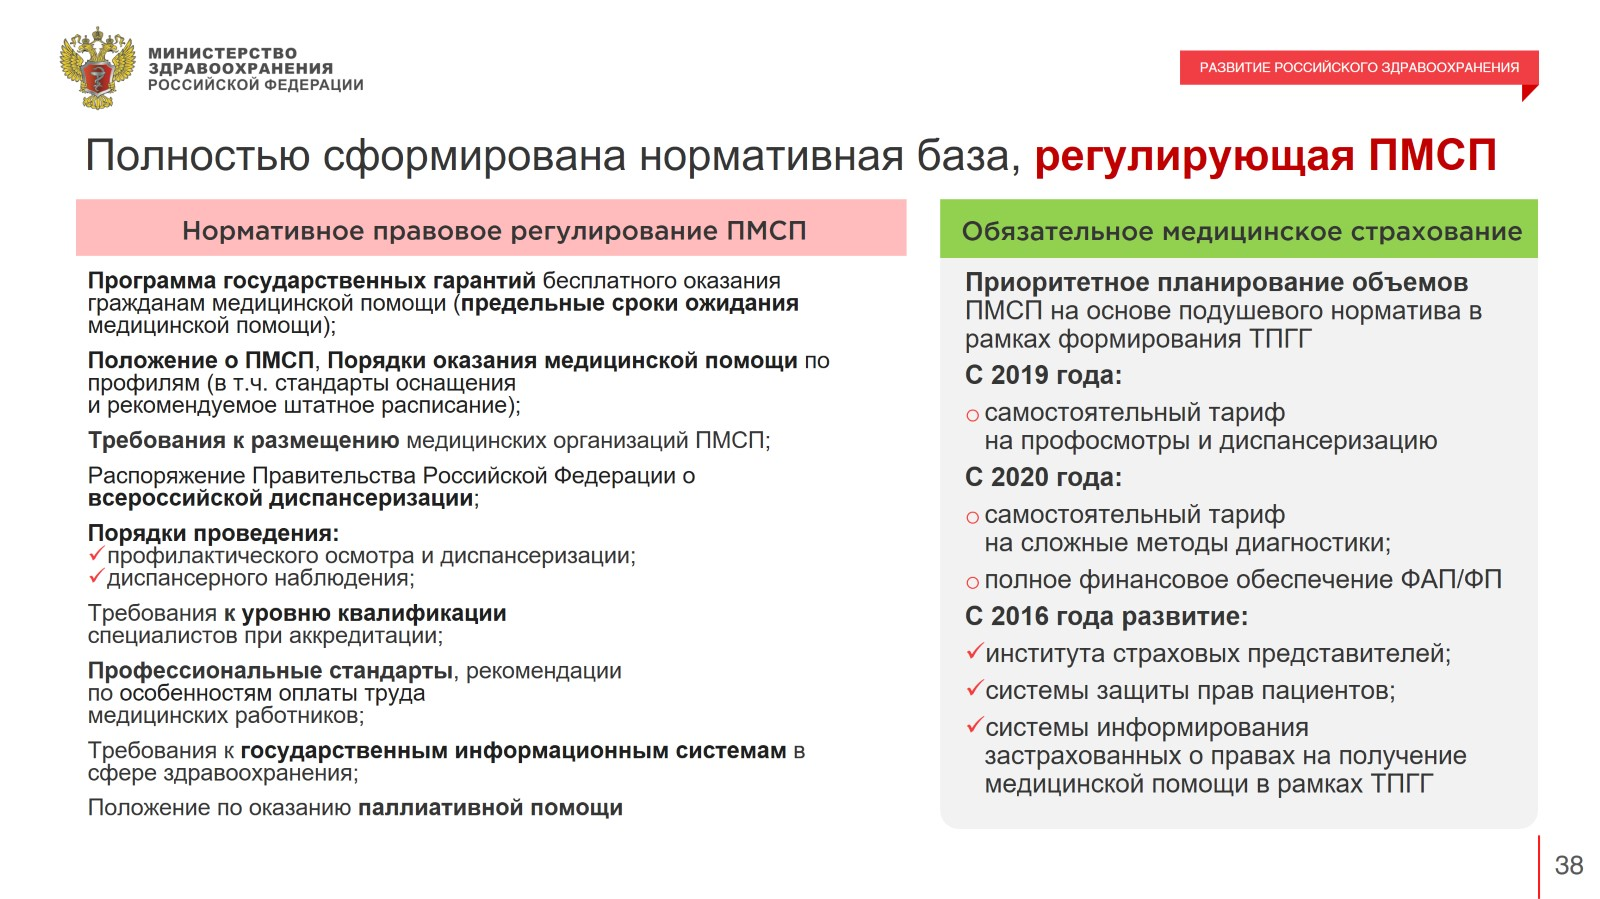 МИНИСТЕРСТВО
ЗДРАВООХРАНЕНИЯ
РОССИЙСКОЙ ФЕДЕРАЦИИ
РАЗВИТИЕ РОССИЙСКОГО ЗДРАВООХРАНЕНИЯ
Полностью сформирована нормативная база, регулирующая ПМСП
Нормативное правовое регулирование ПМСП
Программа государственных гарантий бесплатного оказания
гражданам медицинской помощи (предельные сроки ожидания
медицинской помощи);
Положение о ПМСП, Порядки оказания медицинской помощи по
профилям (в т.ч. стандарты оснащения
и рекомендуемое штатное расписание);
Требования к размещению медицинских организаций ПМСП;
Распоряжение Правительства Российской Федерации о
всероссийской диспансеризации;
Порядки проведения:
✓профилактического осмотра и диспансеризации;
✓диспансерного наблюдения;
Требования к уровню квалификации
специалистов при аккредитации;
Профессиональные стандарты, рекомендации
по особенностям оплаты труда
медицинских работников;
Требования к государственным информационным системам в
сфере здравоохранения;
Положение по оказанию паллиативной помощи
Обязательное медицинское страхование
Приоритетное планирование объемов
ПМСП на основе подушевого норматива в
рамках формирования ТПГГ
С 2019 года:
o самостоятельный тариф
на профосмотры и диспансеризацию
С 2020 года:
o самостоятельный тариф
на сложные методы диагностики;
o полное финансовое обеспечение ФАП/ФП
С 2016 года развитие:
✓института страховых представителей;
✓системы защиты прав пациентов;
✓системы информирования
застрахованных о правах на получение
медицинской помощи в рамках ТПГГ
38